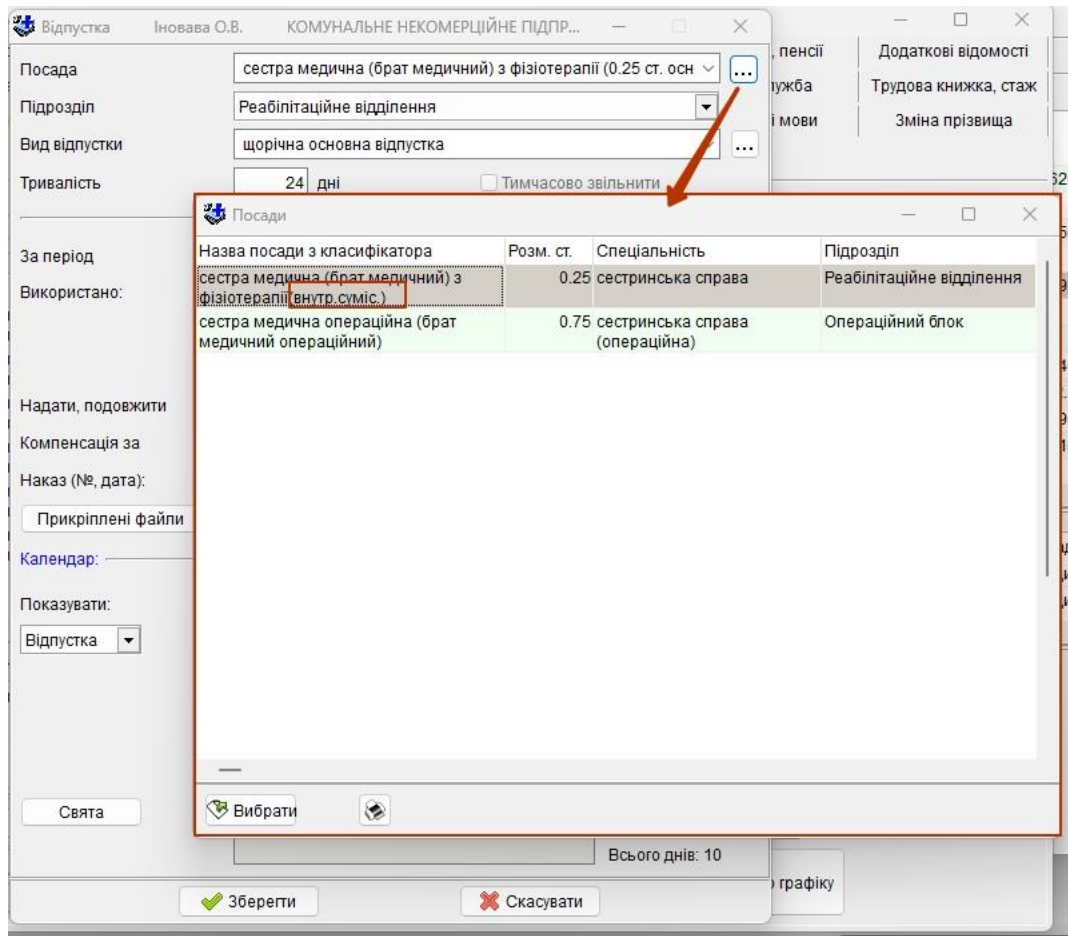 Відпустка Іновава О.В. КОМУНАЛЬНЕ НЕКОМЕРЦІЙНЕ ПІДПР...
, пенсії Додаткові відомості
Посада сестра медична (брат медичний) з фізіотерапії (0.25 ст. осн ...
Трудова книжка, стаж
Підрозділ Реабілітаційне відділення
і мови Зміна прізвища
Вид відпустки щорічна основна відпустка ...
Тривалість 24 дні Тимчасово звільнити
Посади
Назва посади з класифікатора Розм. ст. Спеціальність Підрозділ
сестра медична (брат медичний) з 0.25 сестринська справа Реабілітаційне відділення
фізіотерапії(внутр.суміс.)
сестра медична операційна (брат 0.75 сестринська справа Операційний блок
медичний операційний) (операційна)
За період
Використано:
Надати, подовжити
Компенсація за
Наказ (№, дата):
Прикріплені файли
Календар:
Показувати:
Відпустка
Свята
Вибрати
Всього днів: 10
графіку
Зберегти Скасувати